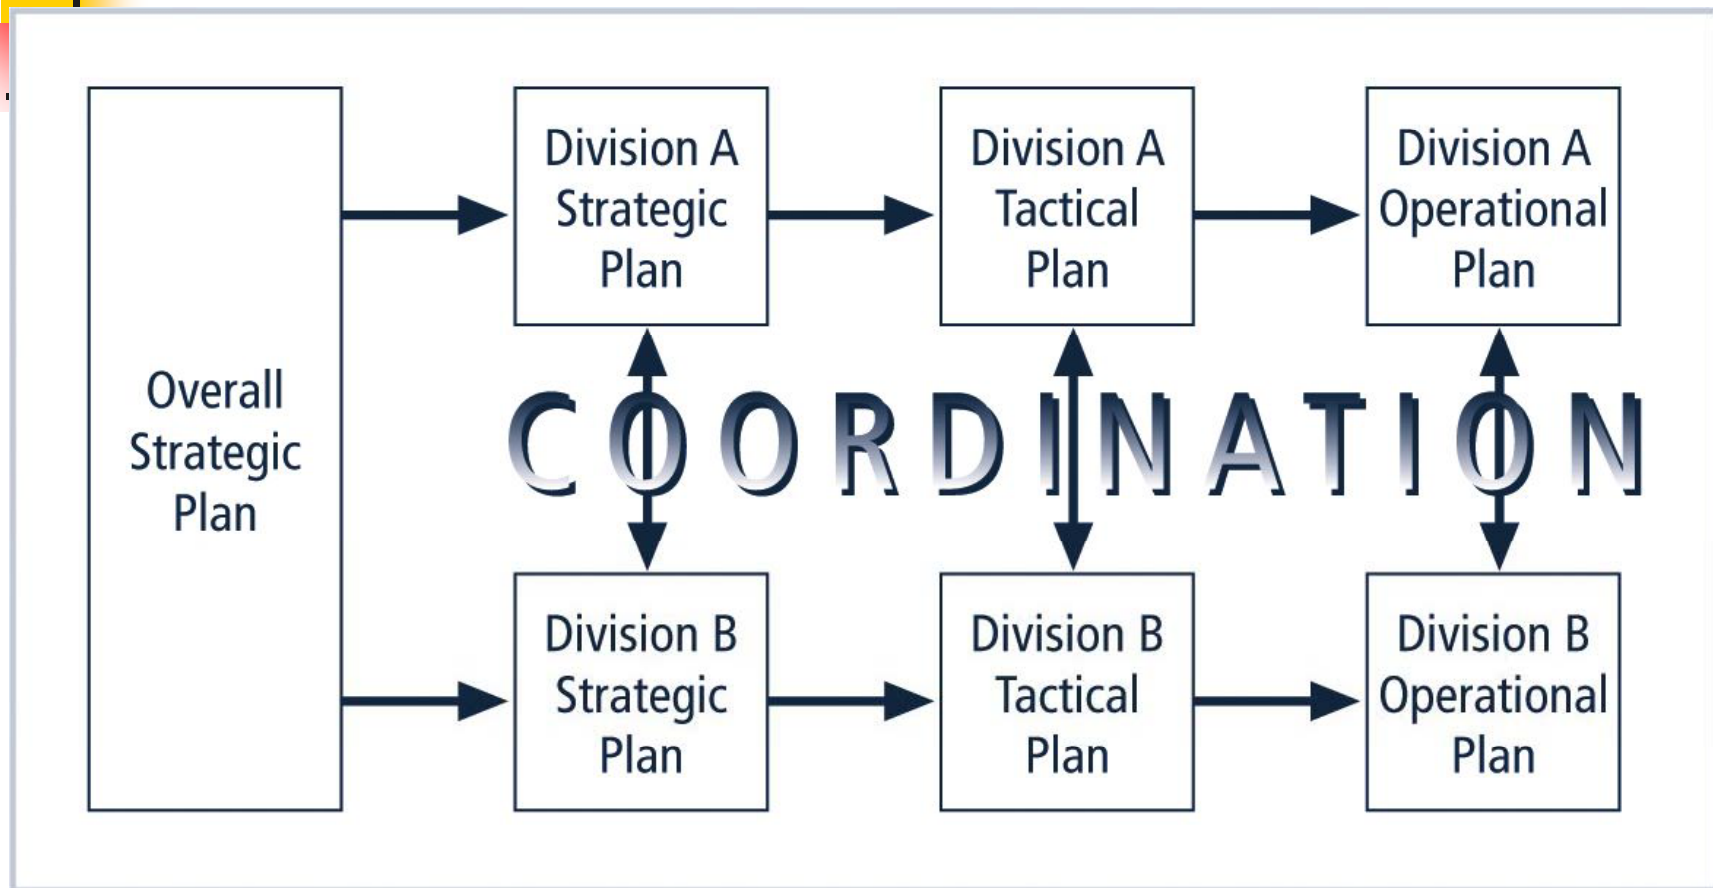 Overall
Strategic
Plan
Division A
Strategic
Plan
Division A
Tactical
Plan
Division A
Operational
Plan
COORDINATION
Division B
Strategic
Plan
Division B
Tactical
Plan
Division B
Operational
Plan